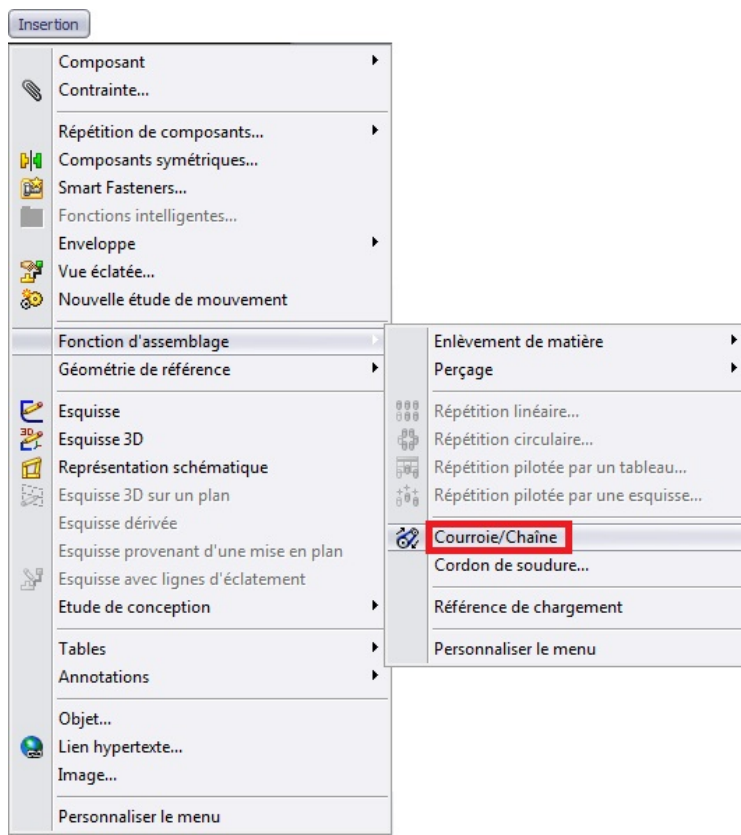 Insertion
Composant
Contrainte...
Répétition de composants...
Composants symétriques...
Smart Fasteners...
Fonctions intelligentes...
Enveloppe
Vue éclatée...
Nouvelle étude de mouvement
Fonction d'assemblage
Géométrie de référence
Esquisse
3D
Esquisse 3D
Représentation schématique
Esquisse 3D sur un plan
Esquisse dérivée
Esquisse provenant d'une mise en plan
Esquisse avec lignes d'éclatement
Etude de conception
Tables
Annotations
Objet...
Lien hypertexte...
Image...
Personnaliser le menu
Enlèvement de matière
Perçage
Répétition linéaire...
Répétition circulaire...
Répétition pilotée par un tableau...
Répétition pilotée par une esquisse...
Courroie/Chaîne
Cordon de soudure...
Référence de chargement
Personnaliser le menu